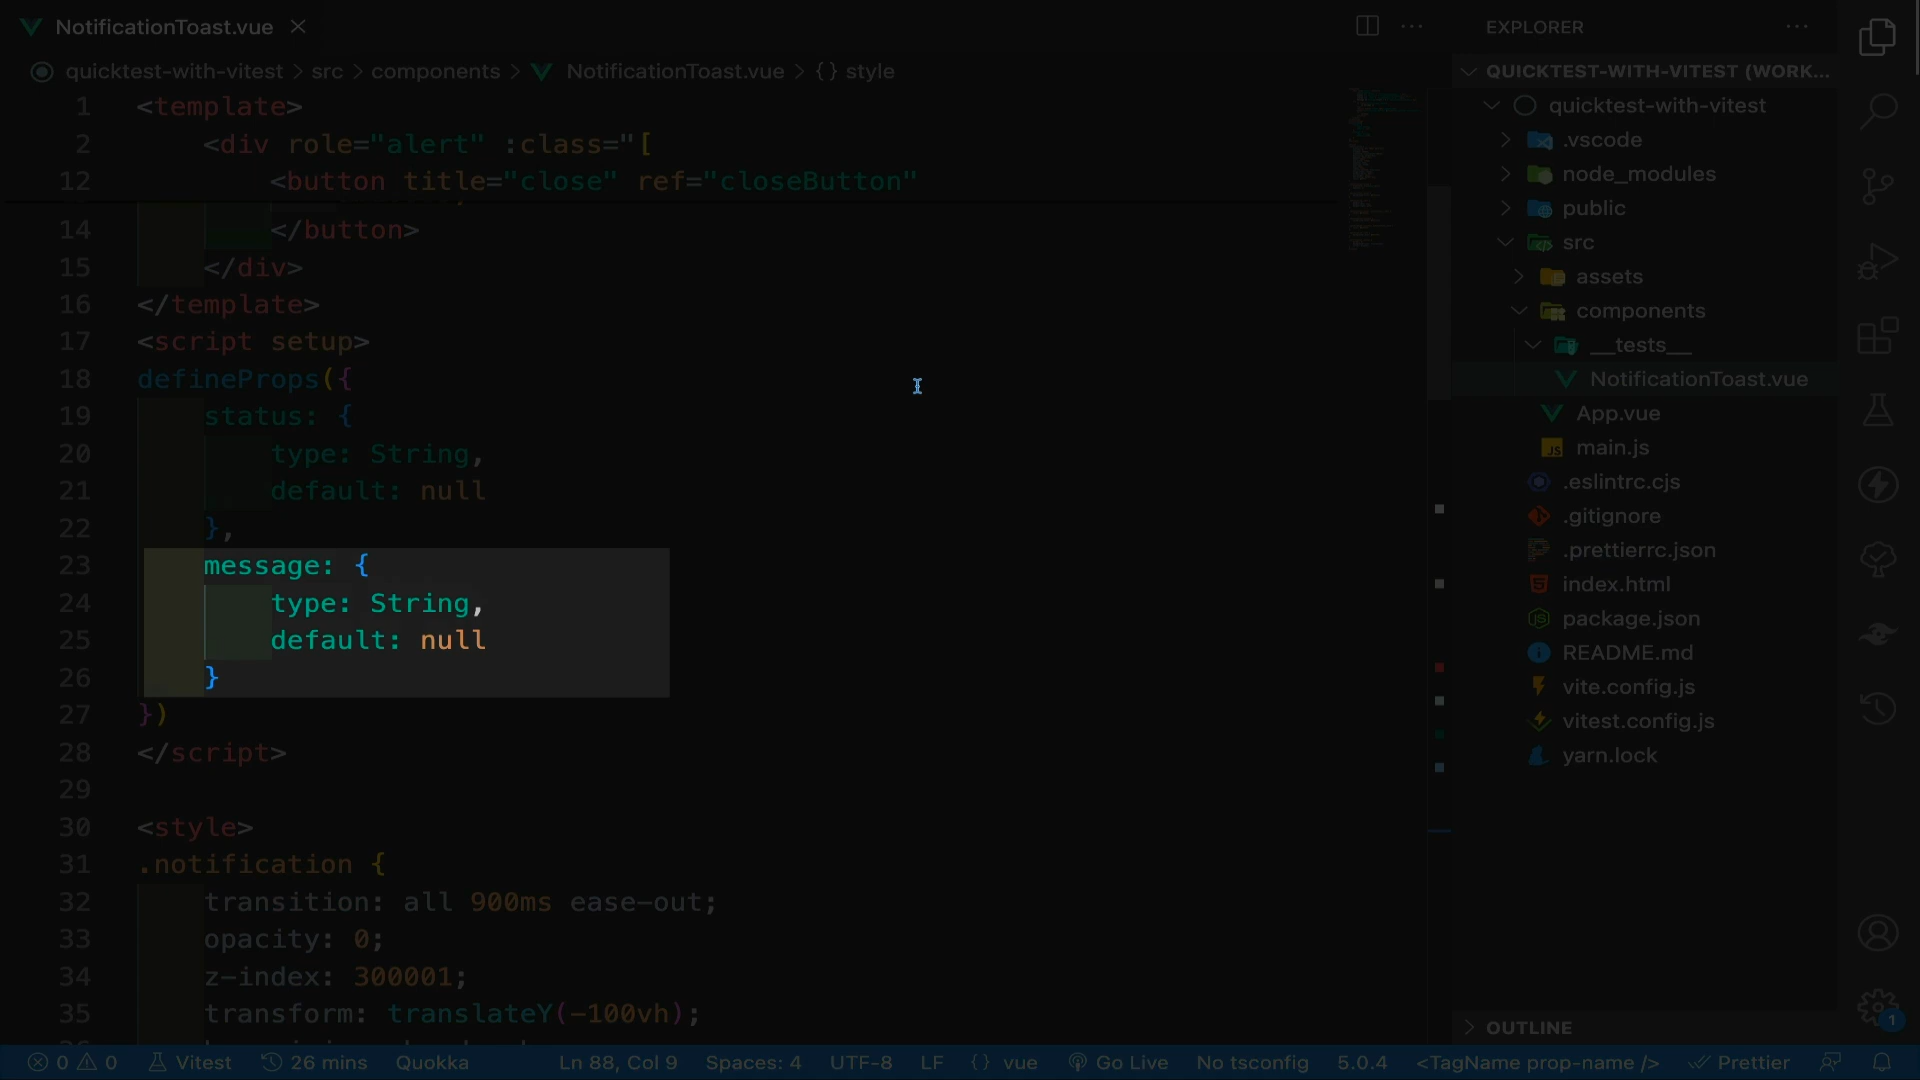 NotificationToast.vue
quicktest-with-vitest > src > components > NotificationToast.vue > {} style
1 <template>
2 <div role="alert" :class="[
12 <button title="close" ref="closeButton"
14 </button>
15 </div>
16 </template>
17 <script setup>
18 defineProps({
19 status: {
20 type: String,
21 default: null
22 },
23 message: {
24 type: String,
25 default: null
26 }
27 })
28 </script>
29
30 <style>
31 .notification {
32 transition: all 900ms ease-out;
33 opacity: 0;
34 z-index: 300001;
35 transform: translateY(-100vh);
EXPLORER
QUICKTEST-WITH-VITEST (WORK...
quicktest-with-vitest
.vscode
node_modules
public
src
assets
components
__tests__
NotificationToast.vue
App.vue
JS main.js
.eslintrc.cjs
.gitignore
.prettierrc.json
index.html
package.json
README.md
vite.config.js
vitest.config.js
yarn.lock
OUTLINE
1
0 0 Vitest 26 mins Quokka Ln 88, Col 9 Spaces: 4 UTF-8 LF {} vue Go Live No tsconfig 5.0.4 <TagName prop-name /> Prettier